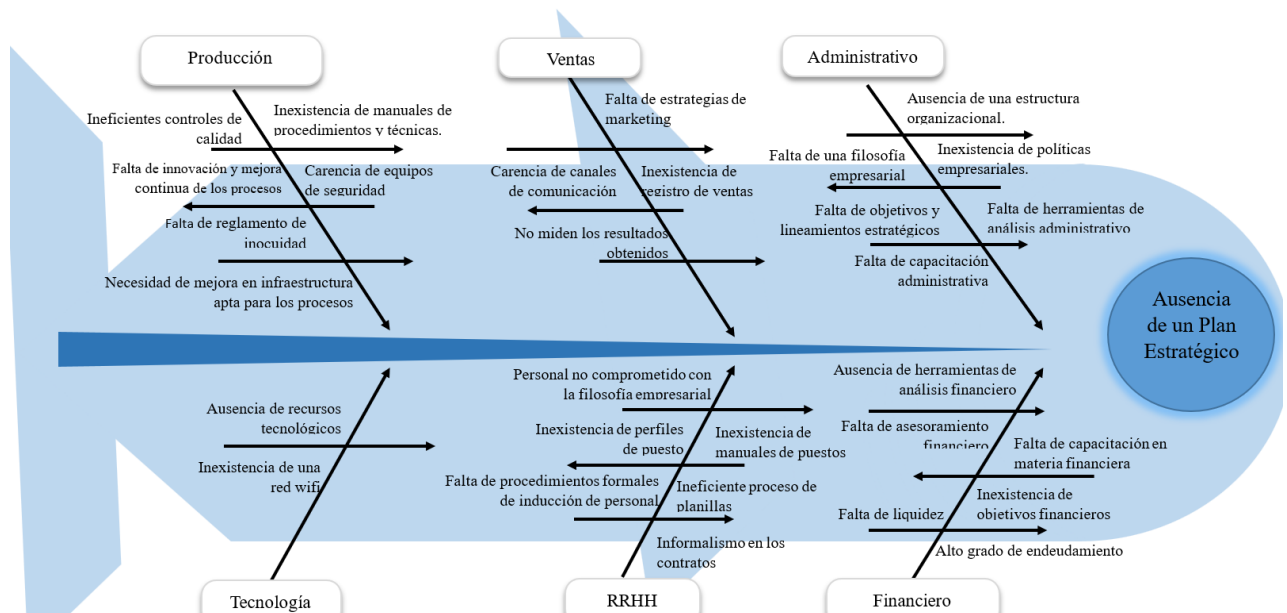 Producción
Ineficientes controles de
calidad
Inexistencia de manuales de
procedimientos y técnicas.
Falta de innovación y mejora
continua de los procesos
Carencia de equipos
de seguridad
Falta de reglamento de
inocuidad
Necesidad de mejora en infraestructura
apta para los procesos
Ventas
Falta de estrategias de
marketing
Carencia de canales
de comunicación
Inexistencia de
registro de ventas
No miden los resultados
obtenidos
Administrativo
Ausencia de una estructura
organizacional.
Falta de una filosofía
empresarial
Inexistencia de políticas
empresariales.
Falta de objetivos y
lineamientos estratégicos
Falta de herramientas de
análisis administrativo
Falta de capacitación
administrativa
Ausencia
de un Plan
Estratégico
Ausencia de recursos
tecnológicos
Inexistencia de una
red wifi
Tecnología
Personal no comprometido con
la filosofía empresarial
Inexistencia de perfiles
de puesto
Inexistencia de
manuales de puestos
Falta de procedimientos formales
de inducción de personal
Ineficiente proceso de
planillas
Informalismo en los
contratos
RRHH
Ausencia de herramientas de
análisis financiero
Falta de asesoramiento
financiero
Falta de capacitación en
materia financiera
Falta de liquidez
Inexistencia de
objetivos financieros
Alto grado de endeudamiento
Financiero